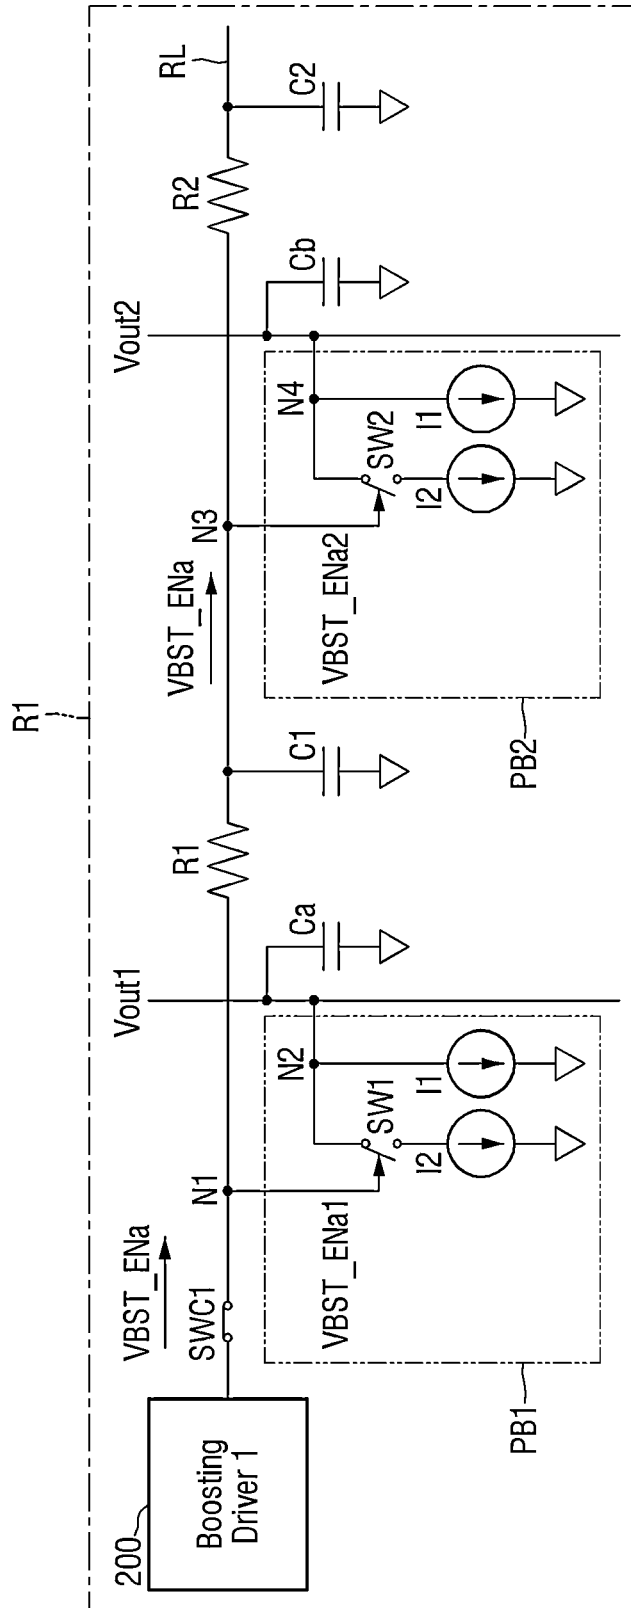 R1
200
Boosting
Driver 1
VBST_ENa
SWC1
N1
VBST_ENa1
SW1
I2
I1
N2
PB1
Vout1
Ca
R1
C1
VBST_ENa
N3
VBST_ENa2
SW2
I2
I1
N4
PB2
Vout2
Cb
R2
C2
RL